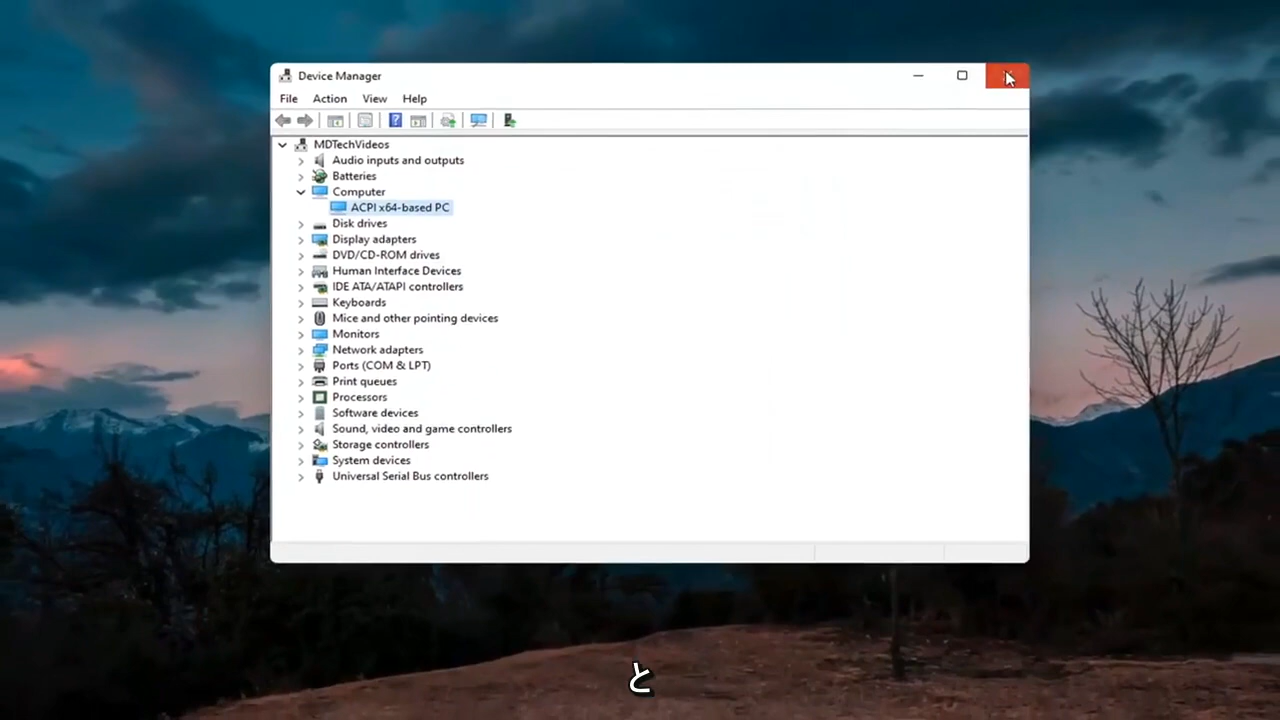 Device Manager
File Action View Help
MDTechVideos
Audio inputs and outputs
Batteries
Computer
ACPI x64-based PC
Disk drives
Display adapters
DVD/CD-ROM drives
Human Interface Devices
IDE ATA/ATAPI controllers
Keyboards
Mice and other pointing devices
Monitors
Network adapters
Ports (COM & LPT)
Print queues
Processors
Software devices
Sound, video and game controllers
Storage controllers
System devices
Universal Serial Bus controllers
と